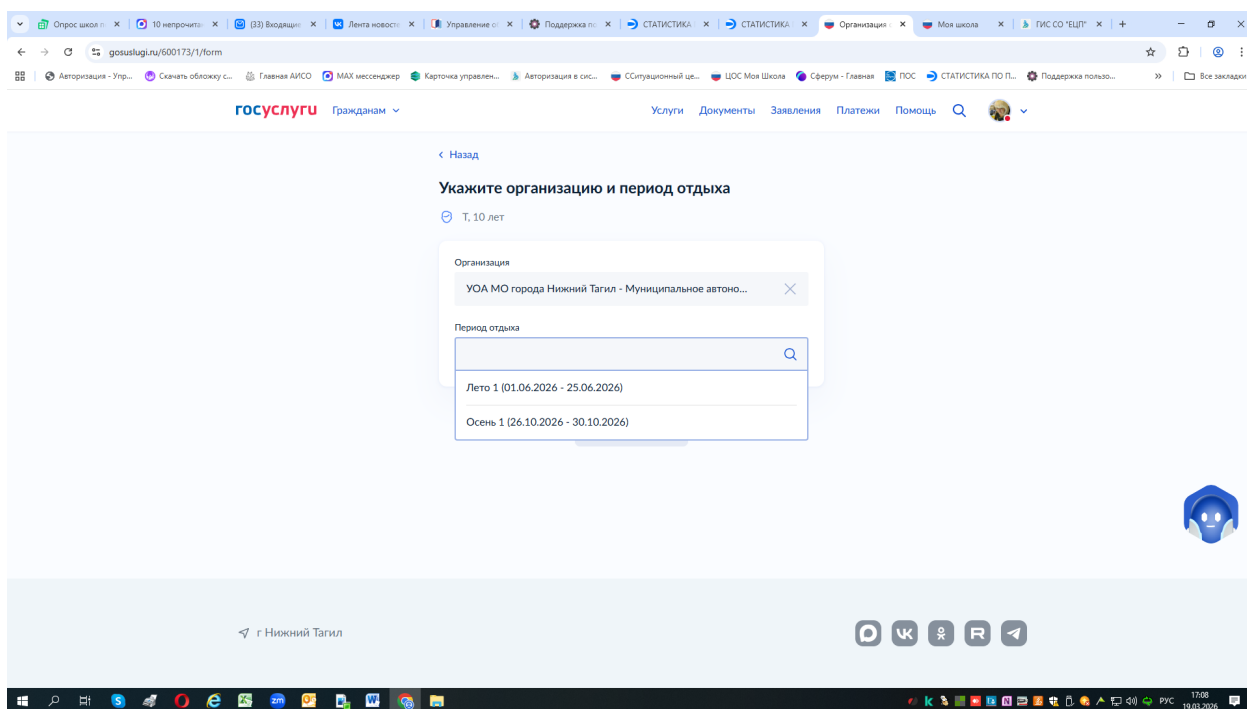 Опрос школ п
10 непрочита
(33) Входящие
Лента новосте
Управление о
Поддержка по
СТАТИСТИКА
СТАТИСТИКА
Организация
Моя школа
ГИС СО "ЕЦП"
gosuslugi.ru/600173/1/form
Авторизация - Упр...
Скачать обложку с...
Главная АИСО
MAX мессенджер
Карточка управлен...
Авторизация в сис...
ССитуационный це...
ЦОС Моя Школа
Сферум - Главная
ПОС
СТАТИСТИКА ПО П...
Поддержка пользо...
»
Все закладки
госуслуги Гражданам
Услуги Документы Заявления Платежи Помощь
Назад
Укажите организацию и период отдыха
Т, 10 лет
Организация
УОА МО города Нижний Тагил - Муниципальное автоно...
Период отдыха
Лето 1 (01.06.2026 - 25.06.2026)
Осень 1 (26.10.2026 - 30.10.2026)
г Нижний Тагил
РУС
17:08
19.03.2026